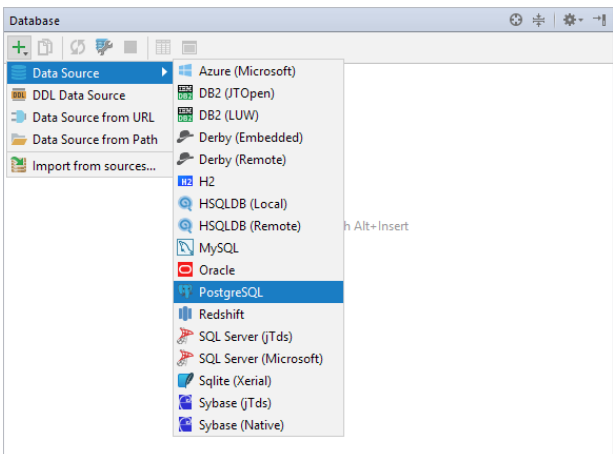 Database
Data Source
DDL Data Source
Data Source from URL
Data Source from Path
Import from sources...
Azure (Microsoft)
DB2 (JTOpen)
DB2 (LUW)
Derby (Embedded)
Derby (Remote)
H2
HSQLDB (Local)
HSQLDB (Remote)
MySQL
Oracle
PostgreSQL
Redshift
SQL Server (jTds)
SQL Server (Microsoft)
Sqlite (Xerial)
Sybase (jTds)
Sybase (Native)
h Alt+Insert